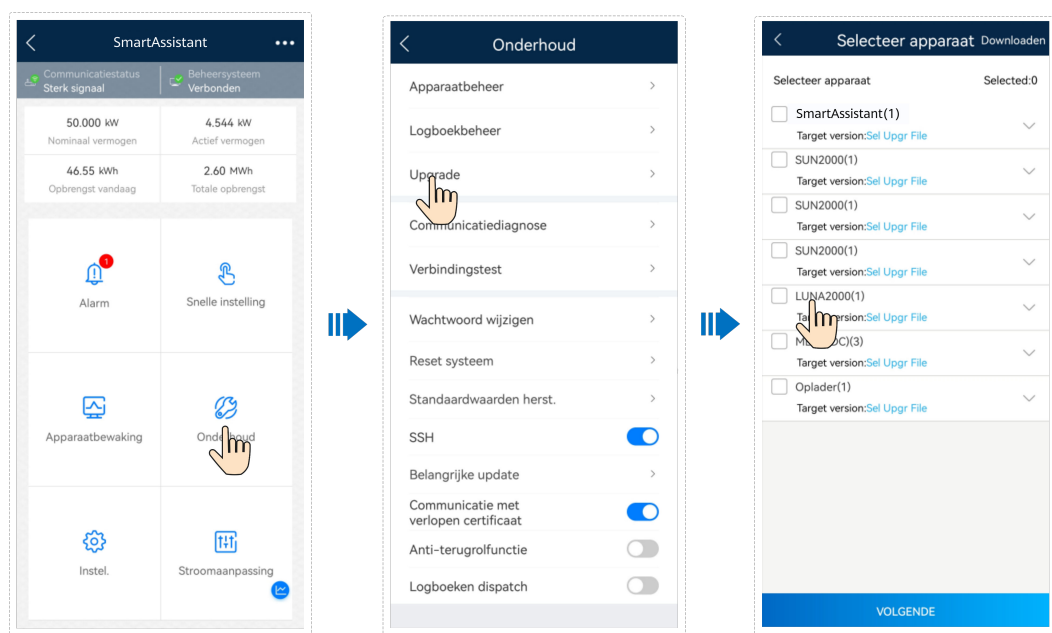 SmartAssistant
Communicatiestatus
Sterk signaal
Beheersysteem
Verbonden
50.000 kW
Nominaal vermogen
4.544 kW
Actief vermogen
46.55 kWh
Opbrengst vandaag
2.60 MWh
Totale opbrengst
1
Alarm
Snelle instelling
Apparaatbewaking
Onderhoud
Instel.
Stroomaanpassing
Onderhoud
Apparaatbeheer
Logboekbeheer
Upgrade
Communicatiediagnose
Verbindingstest
Wachtwoord wijzigen
Reset systeem
Standaardwaarden herst.
SSH
Belangrijke update
Communicatie met
verlopen certificaat
Anti-terugrolfunctie
Logboeken dispatch
Selecteer apparaat Downloaden
Selecteer apparaat Selected:0
SmartAssistant(1)
Target version:Sel Upgr File
SUN2000(1)
Target version:Sel Upgr File
SUN2000(1)
Target version:Sel Upgr File
SUN2000(1)
Target version:Sel Upgr File
LUNA2000(1)
Target version:Sel Upgr File
Target version:Sel Upgr File
Oplader(1)
Target version:Sel Upgr File
VOLGENDE